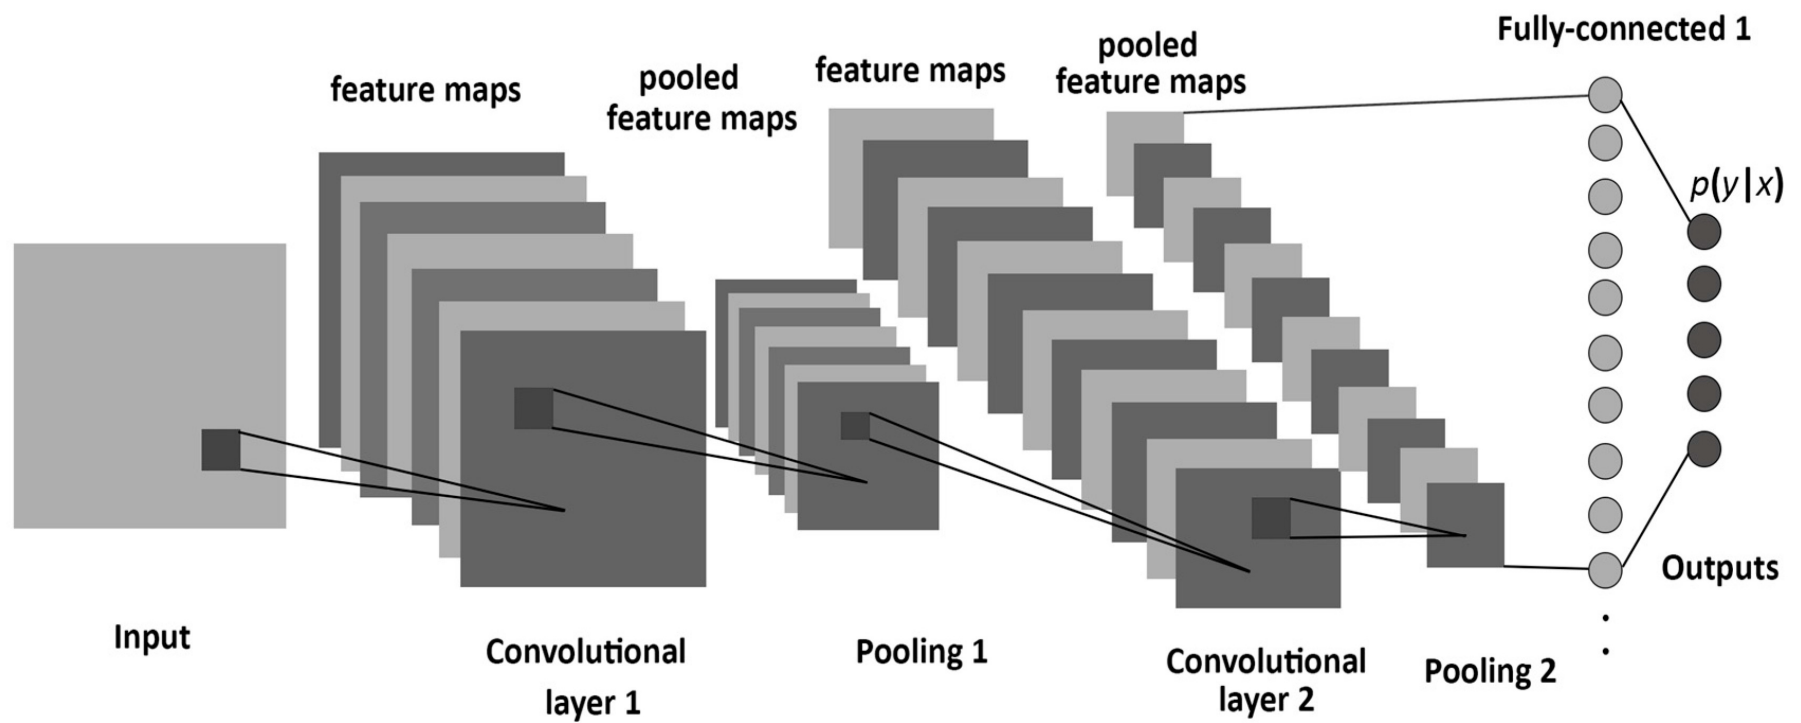 Fully-connected 1
pooled
feature maps
feature maps
pooled
feature maps
feature maps
p(y|x)
Outputs
Input
Convolutional
layer 1
Pooling 1
Convolutional
layer 2
Pooling 2